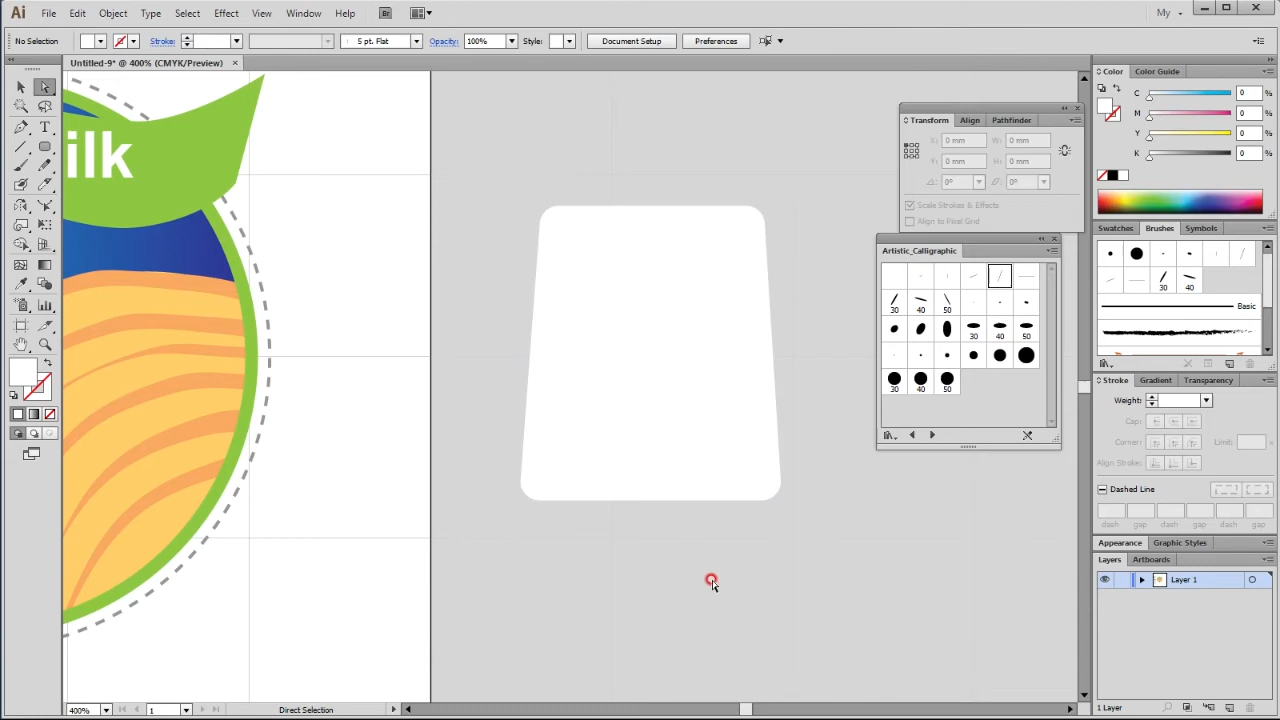 Ai File Edit Object Type Select Effect View Window Help Br My
No Selection Stroke: 5 pt. Flat Opacity: 100% Style: Document Setup Preferences
Untitled-9* @ 400% (CMYK/Preview) ×
ilk
Transform Align Pathfinder
X: 0 mm W: 0 mm
Y: 0 mm H: 0 mm
0° 0°
Scale Strokes & Effects
Align to Pixel Grid
Artistic_Calligraphic
30 40 50
30 40 50
30 40 50
Color Color Guide
C 0 %
M 0 %
Y 0 %
K 0 %
Swatches Brushes Symbols
30 40
Basic
Stroke Gradient Transparency
Weight:
Cap:
Corner: Limit: x
Align Stroke:
Dashed Line
dash gap dash gap dash gap
Appearance Graphic Styles
Layers Artboards
Layer 1
1 Layer
400% 1 Direct Selection